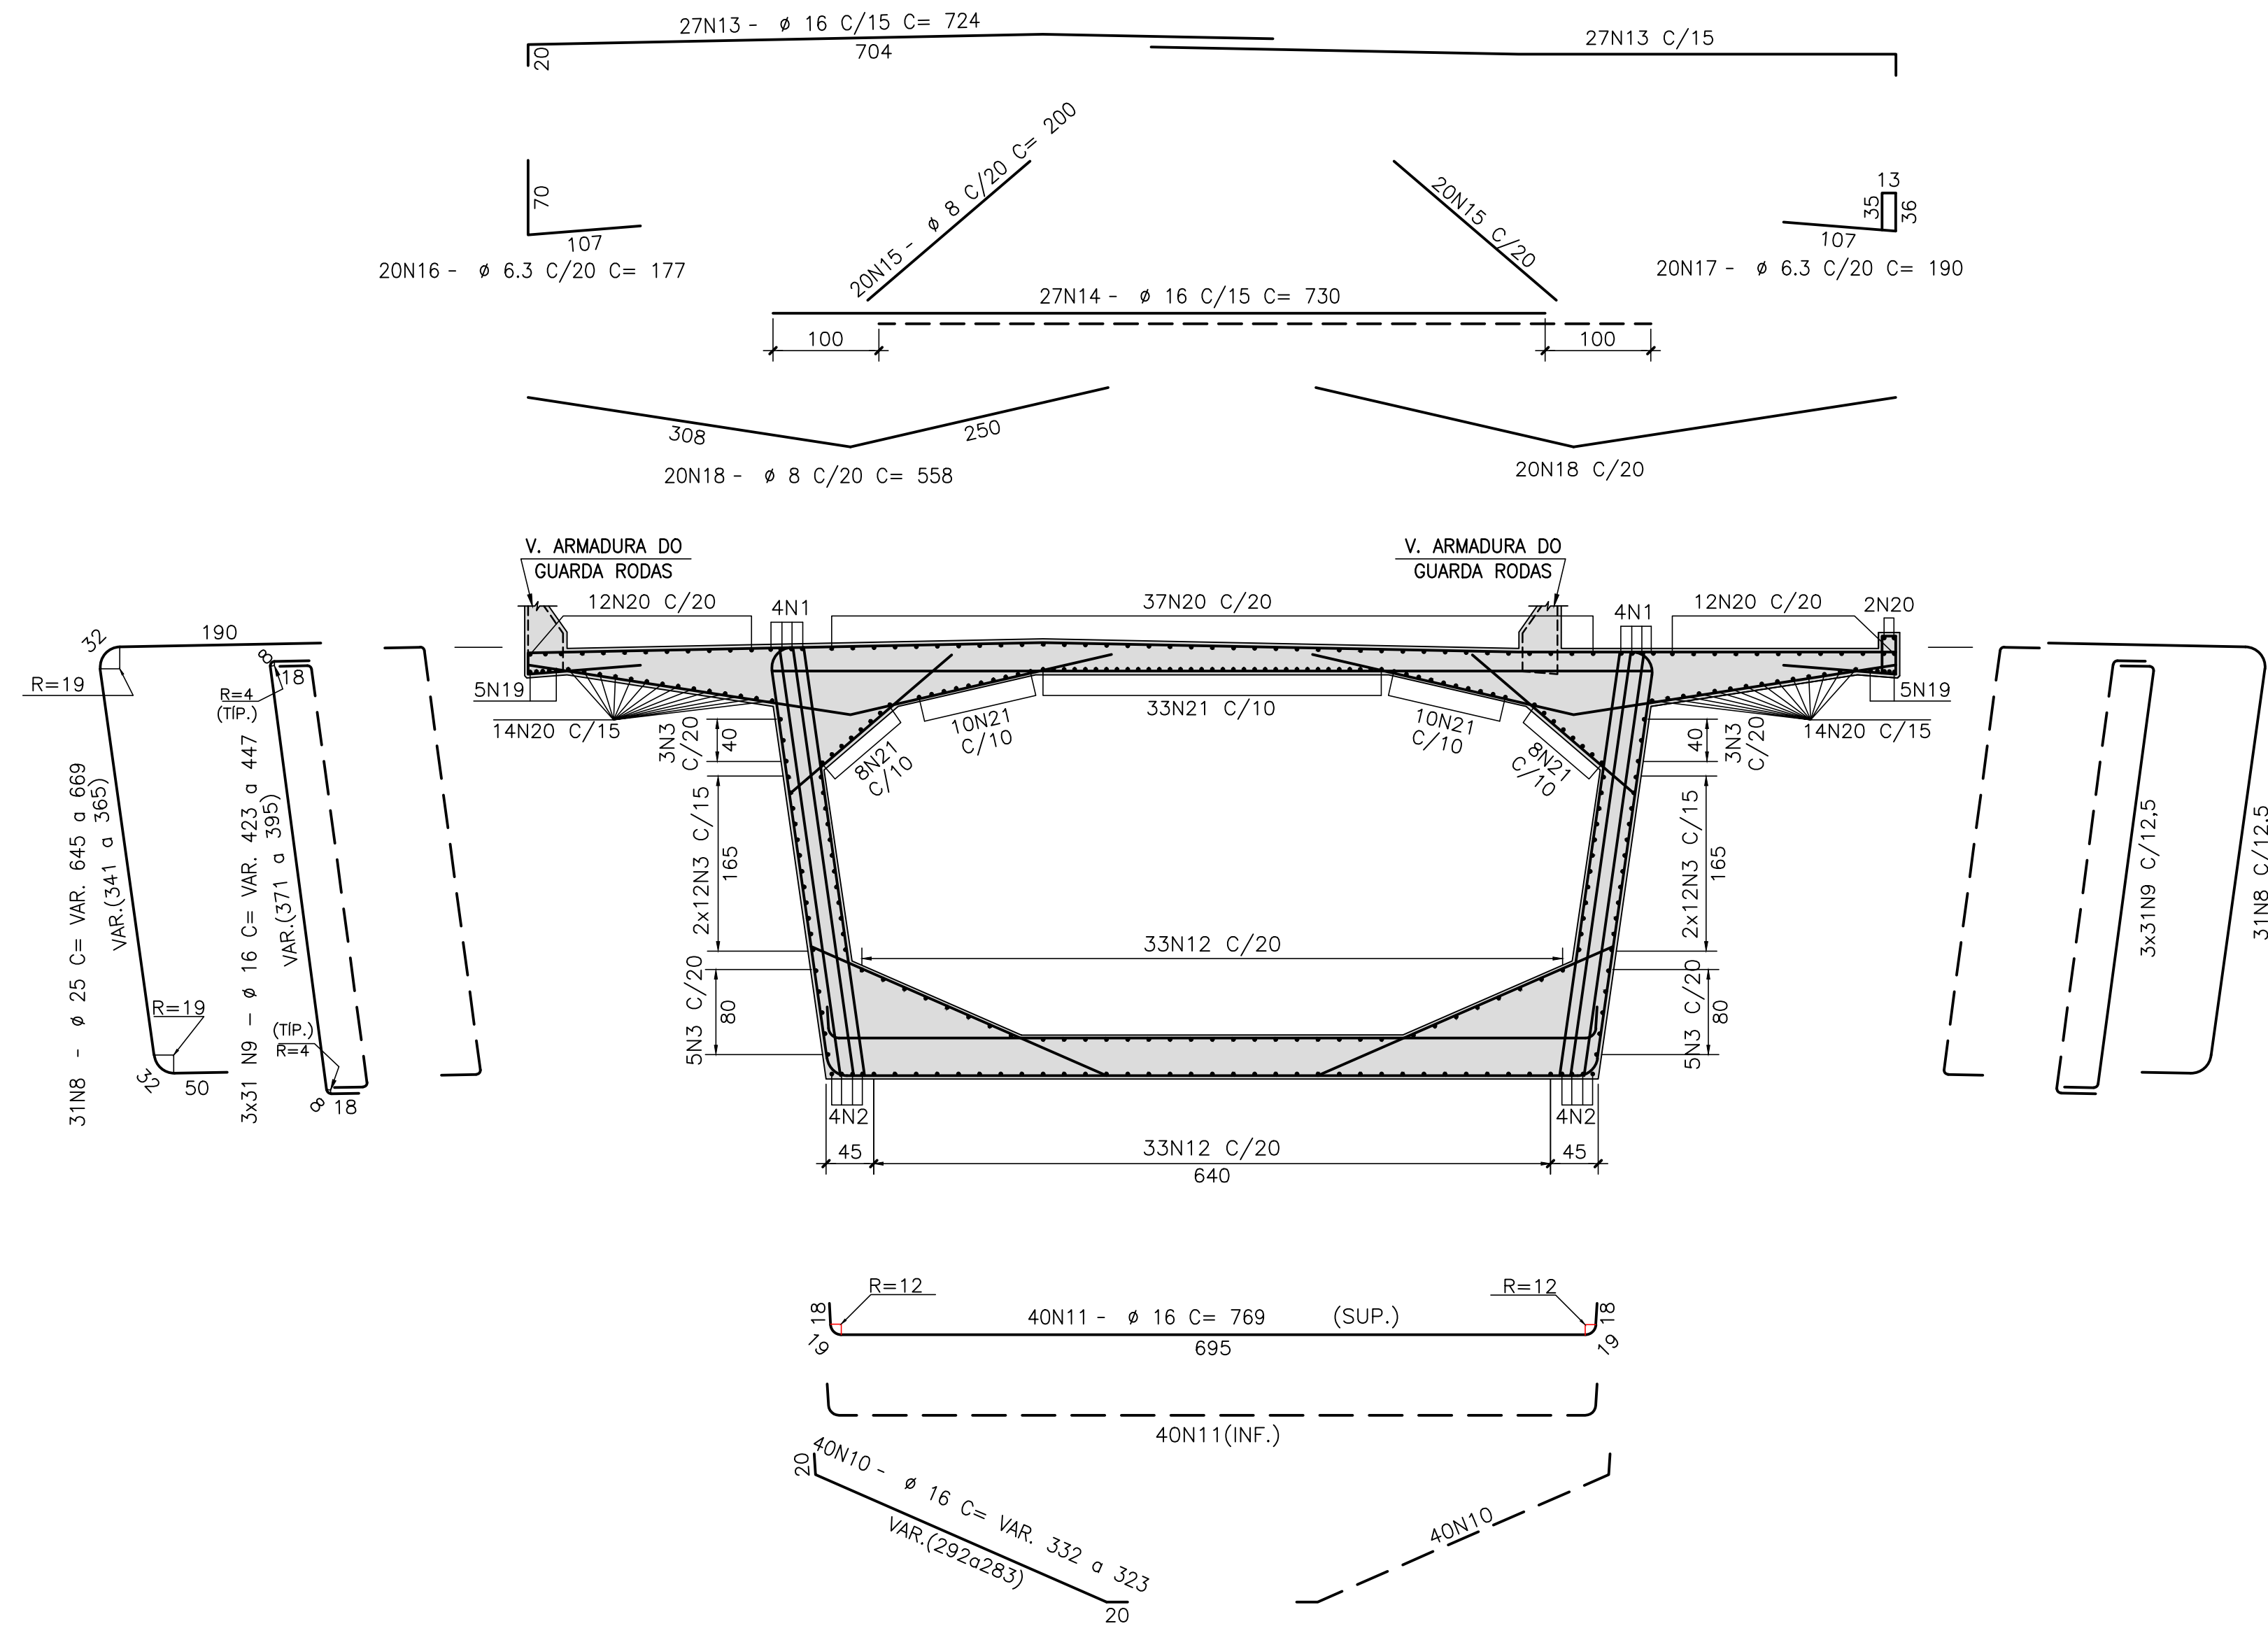 27N13 - ø 16 C/15 C= 724
704
20
27N13 C/15
70
107
20N16 - ø 6.3 C/20 C= 177
20N15 - ø 8 C/20 C= 200
20N15 C/20
13
35
36
107
20N17 - ø 6.3 C/20 C= 190
27N14 - ø 16 C/15 C= 730
100
100
308
250
20N18 - ø 8 C/20 C= 558
20N18 C/20
V. ARMADURA DO
GUARDA RODAS
V. ARMADURA DO
GUARDA RODAS
12N20 C/20
4N1
37N20 C/20
4N1
12N20 C/20
2N20
5N19
5N19
14N20 C/15
14N20 C/15
3N3
C/20
40
8N21
C/10
10N21
C/10
33N21 C/10
10N21
C/10
8N21
C/10
40
3N3
C/20
2x12N3 C/15
165
2x12N3 C/15
165
33N12 C/20
5N3 C/20
80
5N3 C/20
80
4N2
4N2
45
33N12 C/20
640
45
32
190
R=19
31N8 - ø 25 C= VAR. 645 a 669
VAR.(341 a 365)
R=19
32
50
8
18
R=4
(TÍP.)
3x31 N9 - ø 16 C= VAR. 423 a 447
VAR.(371 a 395)
(TÍP.)
R=4
8
18
3x31N9 C/12,5
31N8 C/12,5
R=12
R=12
18
19
40N11 - ø 16 C= 769 (SUP.)
695
18
19
40N11(INF.)
20
40N10 - ø 16 C= VAR. 332 a 323
VAR.(292a283)
20
40N10